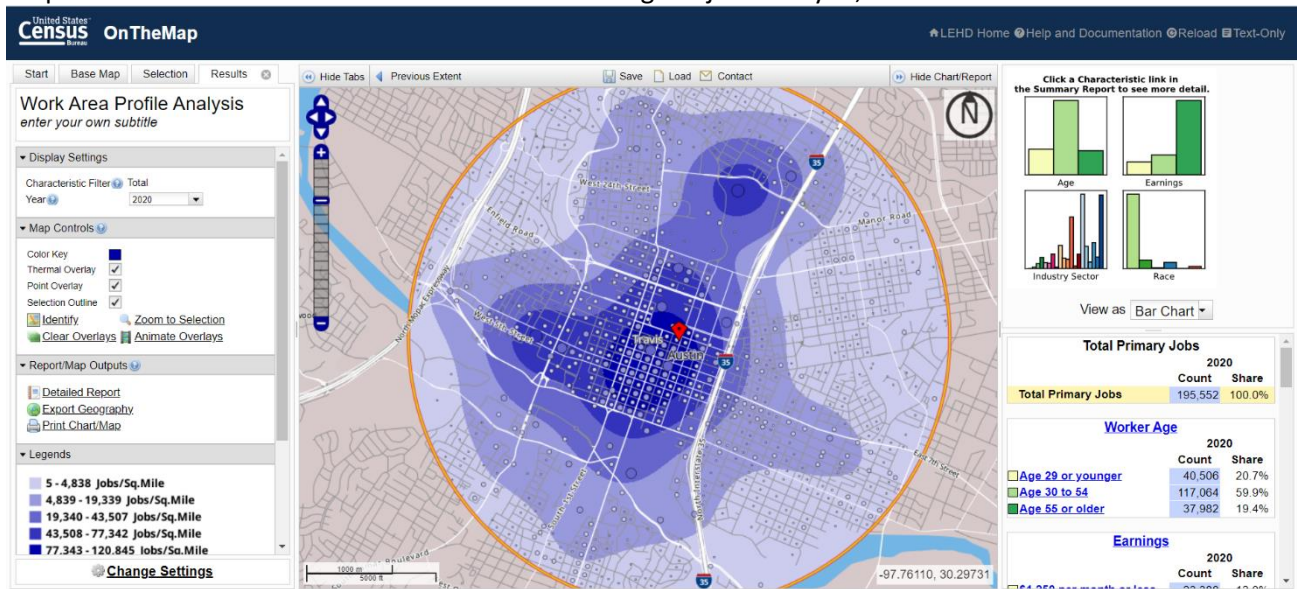 United States
Census
Bureau
OnTheMap
LEHD Home Help and Documentation Reload Text-Only
Start Base Map Selection Results
Hide Tabs Previous Extent Save Load Contact Hide Chart/Report
Work Area Profile Analysis
enter your own subtitle
Display Settings
Characteristic Filter Total
Year 2020
Map Controls
Color Key
Thermal Overlay
Point Overlay
Selection Outline
Identify Zoom to Selection
Clear Overlays Animate Overlays
Report/Map Outputs
Detailed Report
Export Geography
Print Chart/Map
Legends
5 - 4,838 Jobs/Sq.Mile
4,839 - 19,339 Jobs/Sq.Mile
19,340 - 43,507 Jobs/Sq.Mile
43,508 - 77,342 Jobs/Sq.Mile
77,343 - 120,845 Jobs/Sq.Mile
Change Settings
N
35
West 24th Street
Enfield Road
Manor Road
North Mopac Expressway
West 5th Street
Travis
Austin
35
East 7th Street
South 1st Street
North Interstate 35
35
1000 m
5000 ft
-97.76110, 30.29731
Click a Characteristic link in
the Summary Report to see more detail.
Age Earnings
Industry Sector Race
View as Bar Chart
Total Primary Jobs
2020
Count Share
Total Primary Jobs 195,552 100.0%
Worker Age
2020
Count Share
Age 29 or younger 40,506 20.7%
Age 30 to 54 117,064 59.9%
Age 55 or older 37,982 19.4%
Earnings
2020
Count Share
$1,250 per month or less